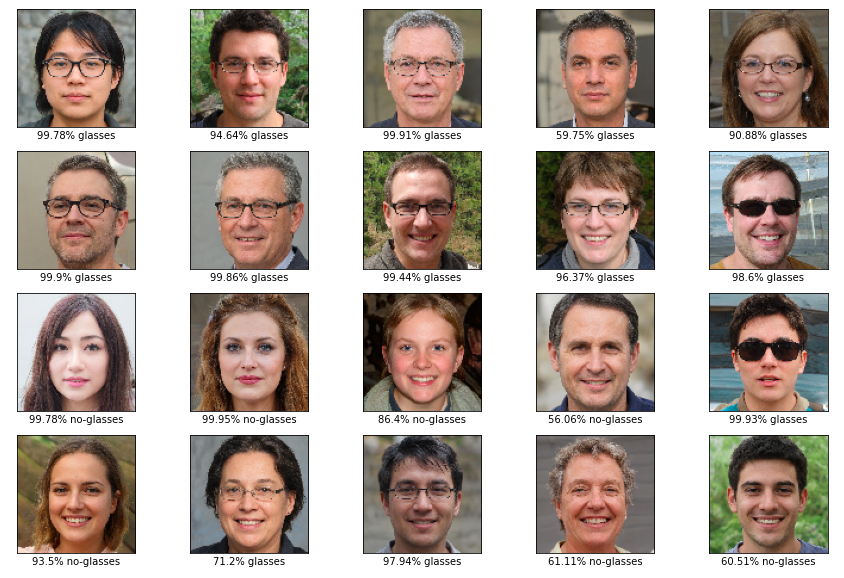 99.78% glasses
94.64% glasses
99.91% glasses
59.75% glasses
90.88% glasses
99.9% glasses
99.86% glasses
99.44% glasses
96.37% glasses
98.6% glasses
99.78% no-glasses
99.95% no-glasses
86.4% no-glasses
56.06% no-glasses
99.93% glasses
93.5% no-glasses
71.2% glasses
97.94% glasses
61.11% no-glasses
60.51% no-glasses